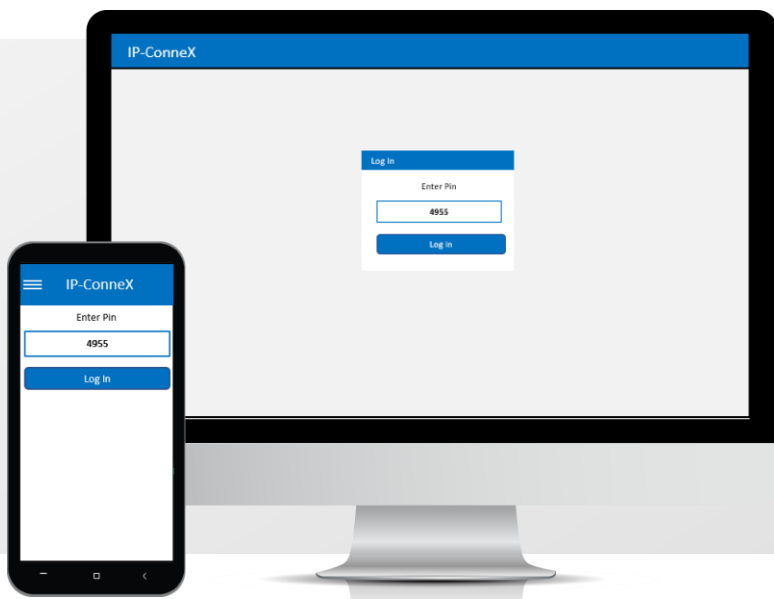 IP-ConneX
Log In
Enter Pin
4955
Log In
IP-ConneX
Enter Pin
4955
Log In